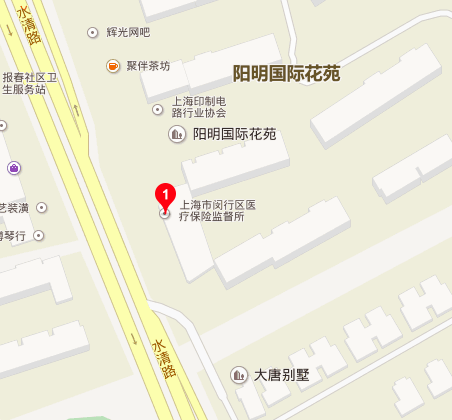 水清路
辉光网吧
聚伴茶坊
阳明国际花苑
报春社区卫
生服务站
上海印制电
路行业协会
阳明国际花苑
1
上海市闵行区医
疗保险监督所
艺装潢
琴行
水清路
大唐别墅